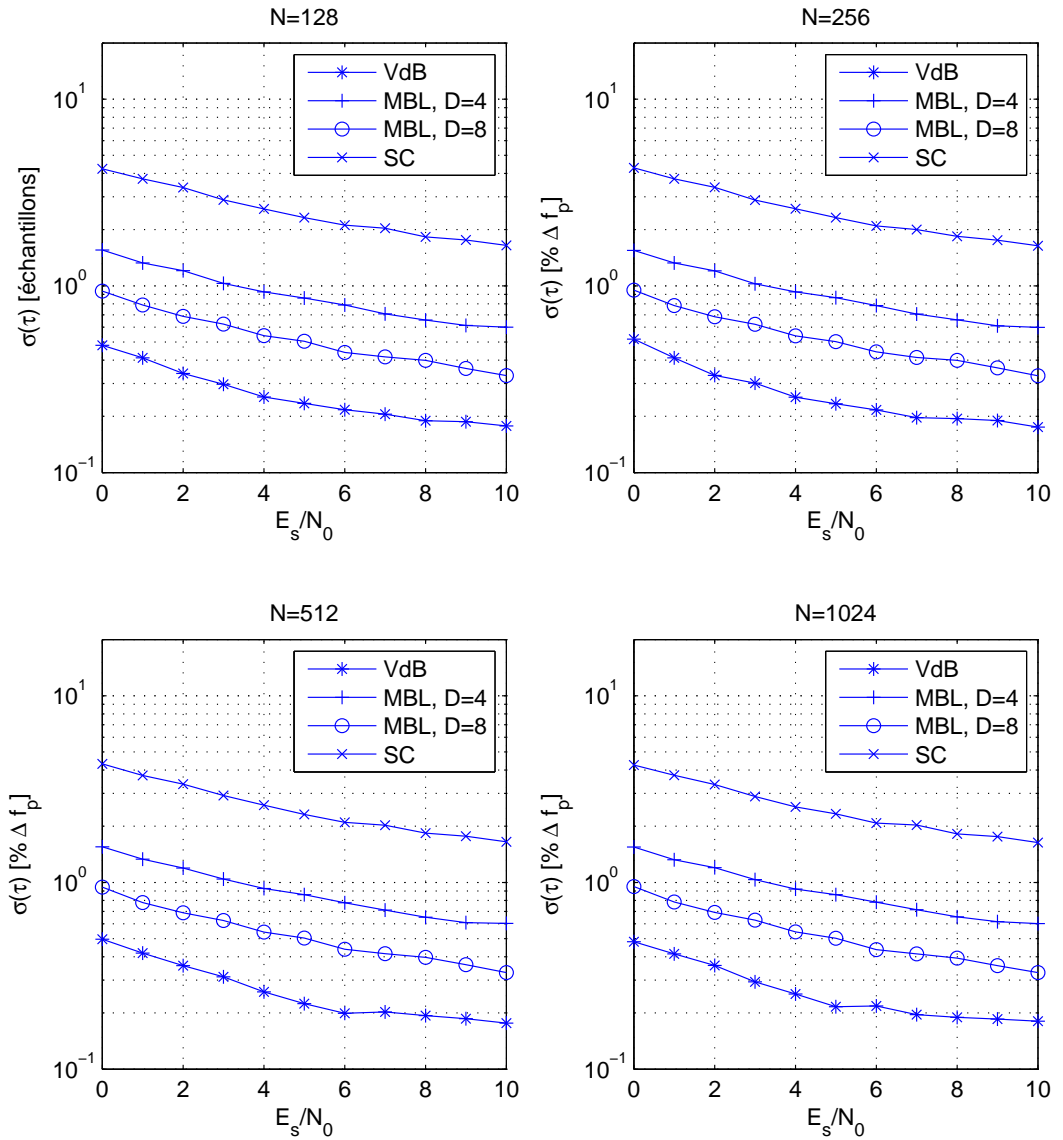 N=128
VdB
MBL, D=4
MBL, D=8
SC
σ(τ) [échantillons]
10^1
10^0
10^-1
0 2 4 6 8 10
E_s/N_0
N=256
VdB
MBL, D=4
MBL, D=8
SC
σ(τ) [% Δ f_p]
10^1
10^0
10^-1
0 2 4 6 8 10
E_s/N_0
N=512
VdB
MBL, D=4
MBL, D=8
SC
σ(τ) [% Δ f_p]
10^1
10^0
10^-1
0 2 4 6 8 10
E_s/N_0
N=1024
VdB
MBL, D=4
MBL, D=8
SC
σ(τ) [% Δ f_p]
10^1
10^0
10^-1
0 2 4 6 8 10
E_s/N_0